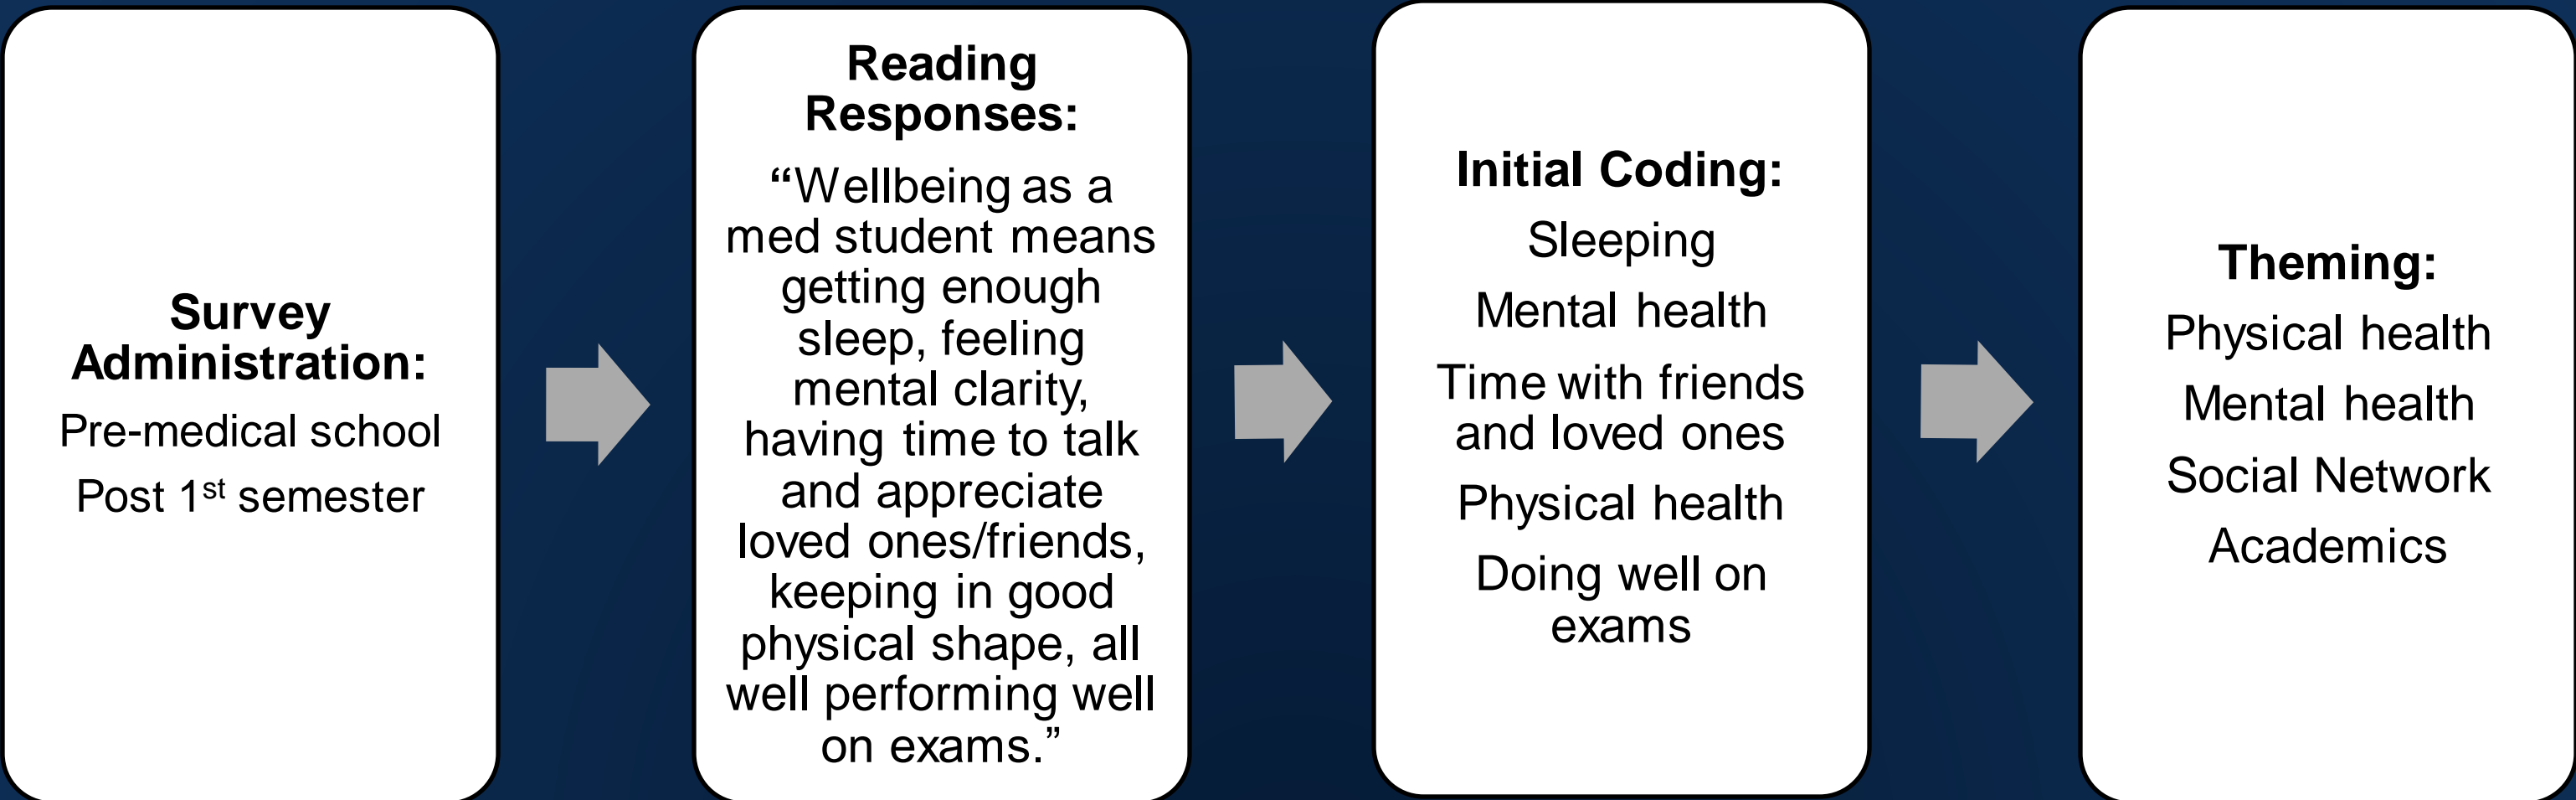 Survey
Administration:
Pre-medical school
Post 1st semester
Reading
Responses:
“Wellbeing as a
med student means
getting enough
sleep, feeling
mental clarity,
having time to talk
and appreciate
loved ones/friends,
keeping in good
physical shape, all
well performing well
on exams.”
Initial Coding:
Sleeping
Mental health
Time with friends
and loved ones
Physical health
Doing well on
exams
Theming:
Physical health
Mental health
Social Network
Academics